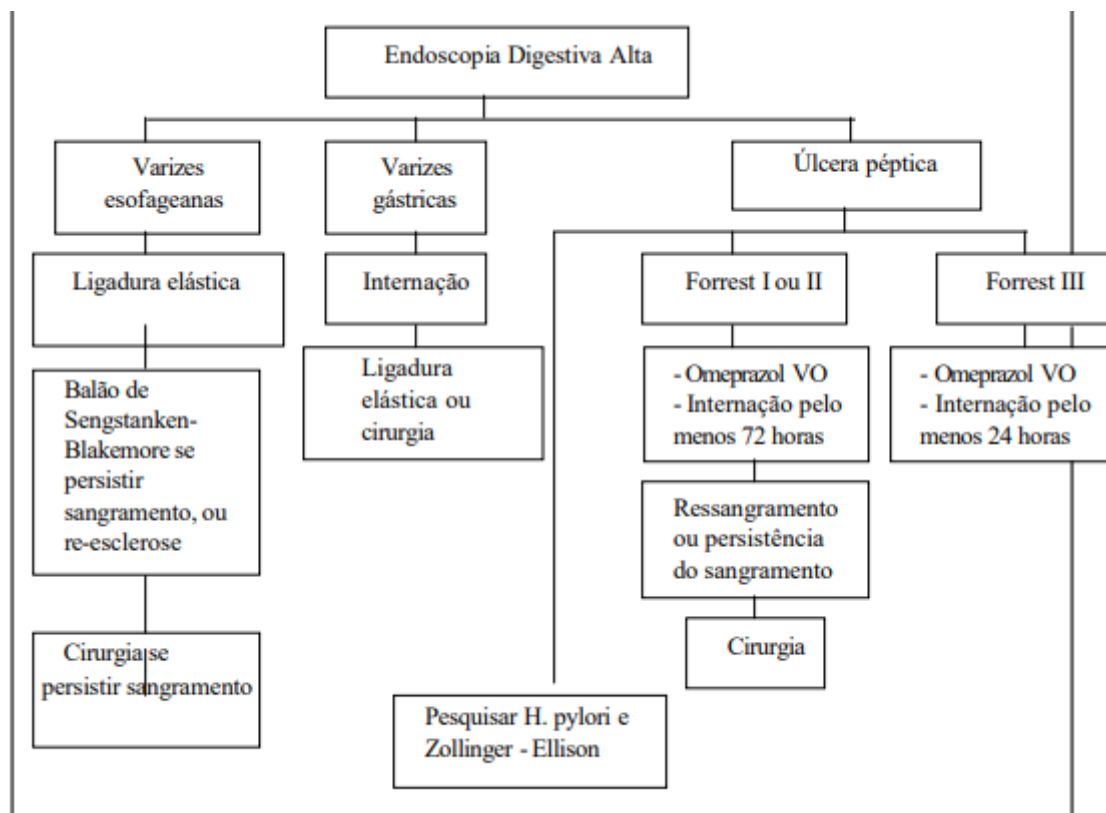 Endoscopia Digestiva Alta
Varizes
esofageanas
Varizes
gástricas
Úlcera péptica
Ligadura elástica
Internação
Forrest I ou II
Forrest III
Balão de
Sengstanken-
Blakemore se
persistir
sangramento, ou
re-esclerose
Ligadura
elástica ou
cirurgia
- Omeprazol VO
- Internação pelo
menos 72 horas
- Omeprazol VO
- Internação pelo
menos 24 horas
Ressangramento
ou persistência
do sangramento
Cirurgia se
persistir sangramento
Cirurgia
Pesquisar H. pylori e
Zollinger - Ellison